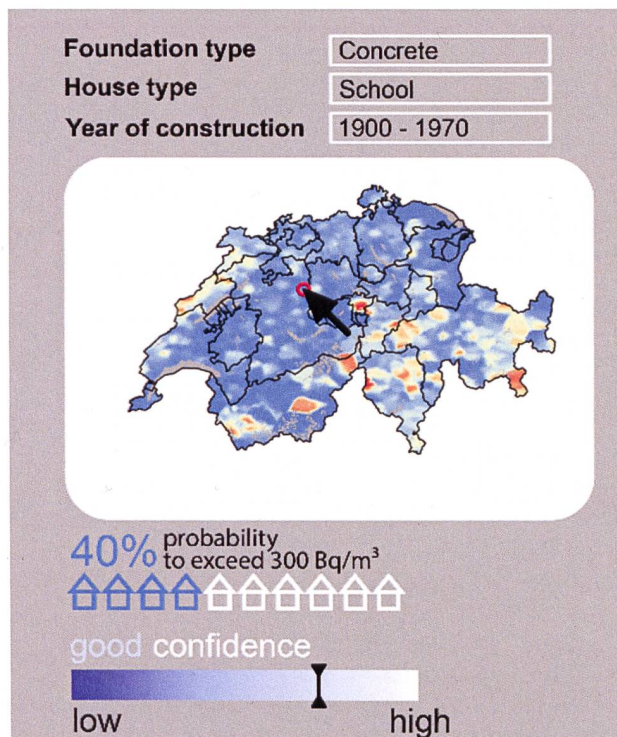 Foundation type Concrete
House type School
Year of construction 1900 - 1970
40% probability
to exceed 300 Bq/m³
good confidence
low high